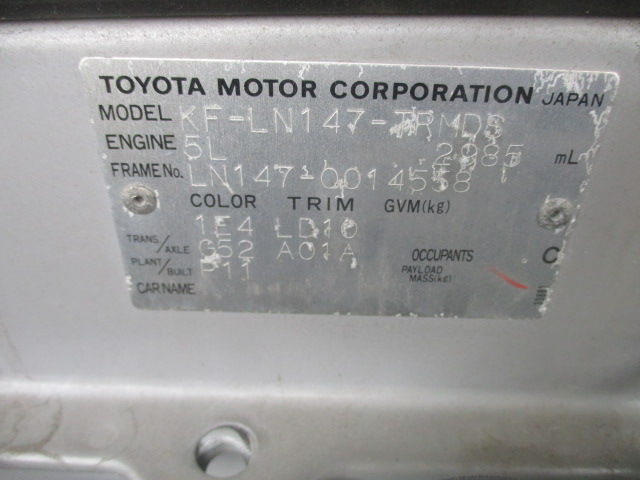 TOYOTA MOTOR CORPORATION JAPAN
MODEL KF-LN147-TRMDS
ENGINE 5L 2985 mL
FRAME No. LN147-0014558
COLOR TRIM GVM(kg)
1E4 LD10
TRANS/AXLE G52 A01A OCCUPANTS C
PLANT/BUILT P11 PAYLOAD MASS(kg)
CAR NAME